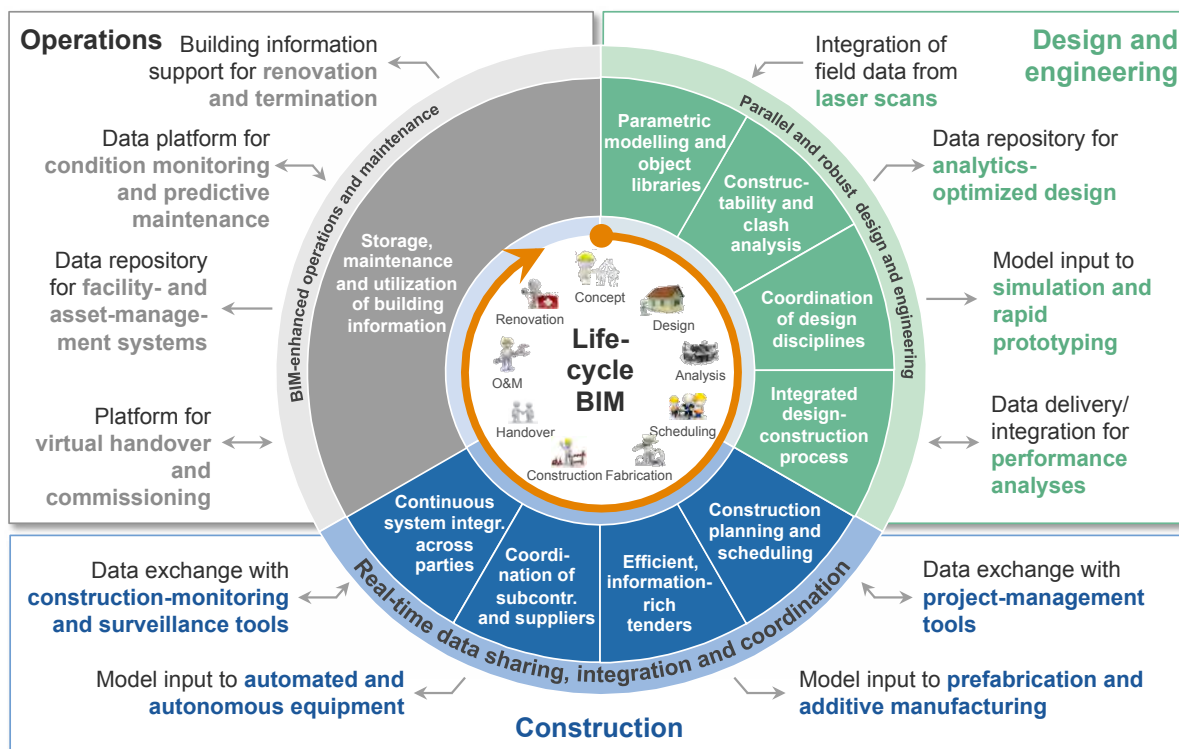 Operations
Building information
support for renovation
and termination
Data platform for
condition monitoring
and predictive
maintenance
Data repository
for facility- and
asset-manage-
ment systems
Platform for
virtual handover
and
commissioning
Design and
engineering
Integration of
field data from
laser scans
Data repository for
analytics-
optimized design
Model input to
simulation and
rapid
prototyping
Data delivery/
integration for
performance
analyses
BIM-enhanced operations and maintenance
Parallel and robust design and engineering
Real-time data sharing, integration and coordination
Storage,
maintenance
and utilization
of building
information
Parametric
modelling and
object
libraries
Construc-
tability and
clash
analysis
Coordination
of design
disciplines
Integrated
design-
construction
process
Construction
planning and
scheduling
Efficient,
information-
rich
tenders
Coordi-
nation of
subcontr.
and suppliers
Continuous
system integr.
across
parties
Life-
cycle
BIM
Concept
Design
Analysis
Scheduling
Fabrication
Construction
Handover
O&M
Renovation
Data exchange with
construction-monitoring
and surveillance tools
Model input to automated and
autonomous equipment
Data exchange with
project-management
tools
Model input to prefabrication and
additive manufacturing
Construction